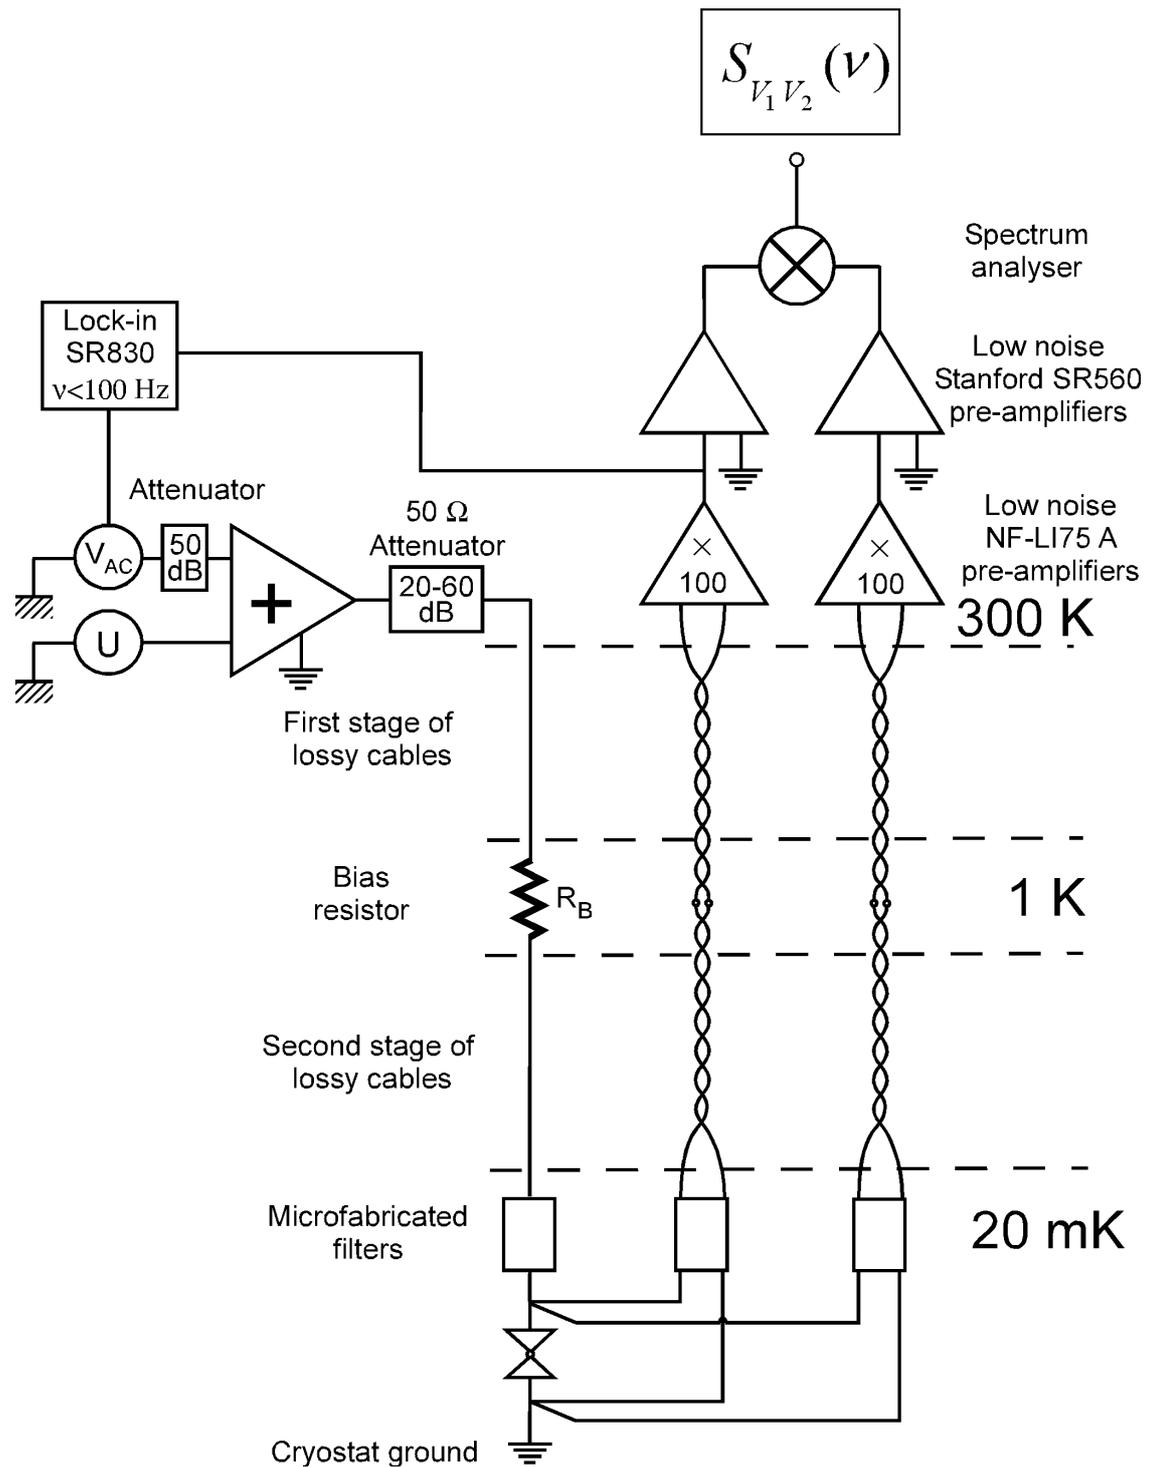 S_{V_1 V_2} (ν)
Spectrum
analyser
Lock-in
SR830
ν<100 Hz
Low noise
Stanford SR560
pre-amplifiers
Attenuator
50 Ω
Attenuator
Low noise
NF-LI75 A
pre-amplifiers
V_AC
50
dB
+
20-60
dB
×
100
×
100
300 K
U
First stage of
lossy cables
Bias
resistor
R_B
1 K
Second stage of
lossy cables
Microfabricated
filters
20 mK
Cryostat ground